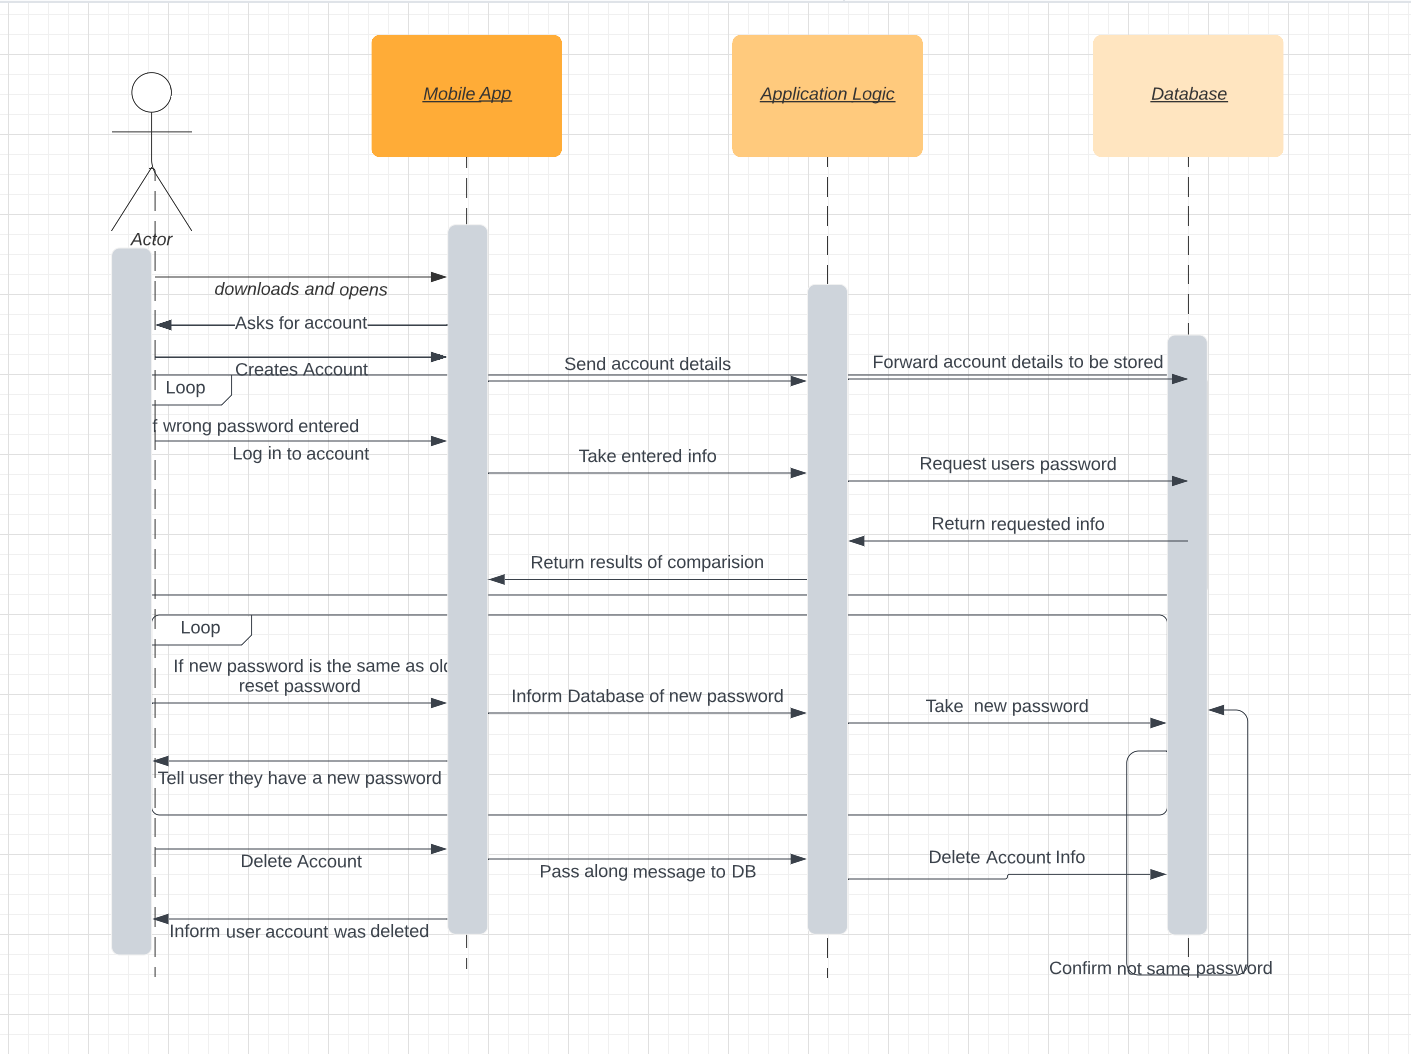 Mobile App
Application Logic
Database
Actor
downloads and opens
Asks for account
Creates Account
Send account details
Forward account details to be stored
Loop
f wrong password entered
Log in to account
Take entered info
Request users password
Return requested info
Return results of comparision
Loop
If new password is the same as old
reset password
Inform Database of new password
Take new password
Tell user they have a new password
Delete Account
Pass along message to DB
Delete Account Info
Inform user account was deleted
Confirm not same password